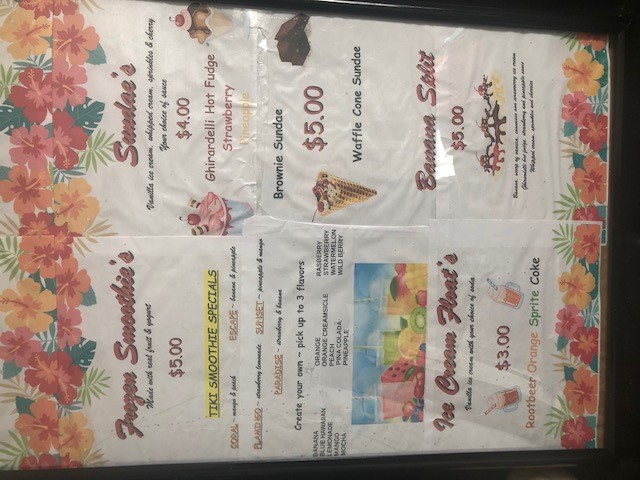 Frozen Smoothie's
Made with real fruit & yogurt
$5.00
TIKI SMOOTHIE SPECIALS
CORAL ~ mango & peach
ESCAPE ~ banana & pineapple
FLAMINGO ~ strawberry lemonade
SUNSET ~ pineapple & mango
PARADISE ~ strawberry & banana
Create your own ~ pick up to 3 flavors
BANANA
BLUE HAWAIIAN
LEMONADE
MANGO
MOCHA
ORANGE
ORANGE CREAMSICLE
PEACH
PINA COLADA
PINEAPPLE
RASBERRY
STRAWBERRY
WATERMELON
WILD BERRY
Ice Cream Float's
Vanilla ice cream with your choice of soda
$3.00
Rootbeer Orange Sprite Coke
Sundae's
Vanilla ice cream, whipped cream, sprinkles & cherry
Your choice of sauce
$4.00
Ghirardelli Hot Fudge
Strawberry
Pineapple
Brownie Sundae
$5.00
Waffle Cone Sundae
Banana Split
$5.00
Whipped cream, sprinkles and cherries